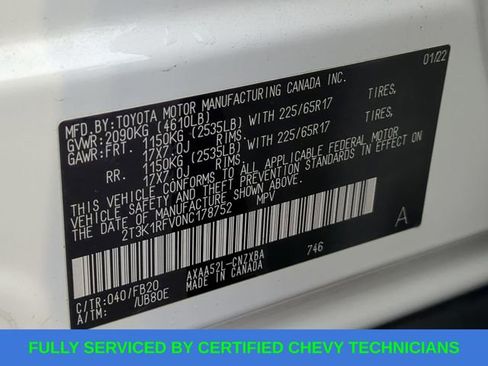 MFD.BY:TOYOTA MOTOR MANUFACTURING CANADA INC. 01/22
GVWR:2090KG (4610LB)
GAWR:FRT. 1150KG (2535LB) WITH 225/65R17 TIRES,
17X7.0J RIMS,
RR. 1150KG (2535LB) WITH 225/65R17 TIRES,
17X7.0J RIMS,
THIS VEHICLE CONFORMS TO ALL APPLICABLE FEDERAL MOTOR
VEHICLE SAFETY AND THEFT PREVENTION STANDARDS IN EFFECT ON
THE DATE OF MANUFACTURE SHOWN ABOVE.
2T3K1RFV0NC178752 MPV
A
746
C/TR:040/FB20 AXAA52L-CNZXBA
A/TM: /UB80E MADE IN CANADA
FULLY SERVICED BY CERTIFIED CHEVY TECHNICIANS